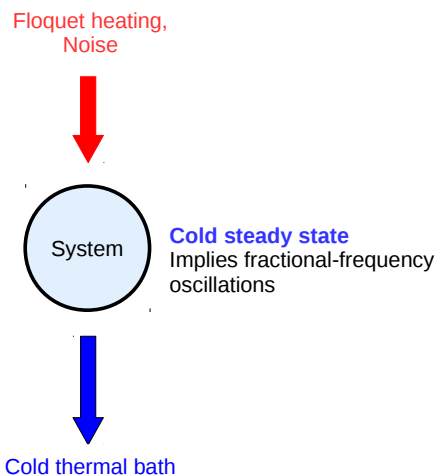 Floquet heating,
Noise
System
Cold steady state
Implies fractional-frequency
oscillations
Cold thermal bath